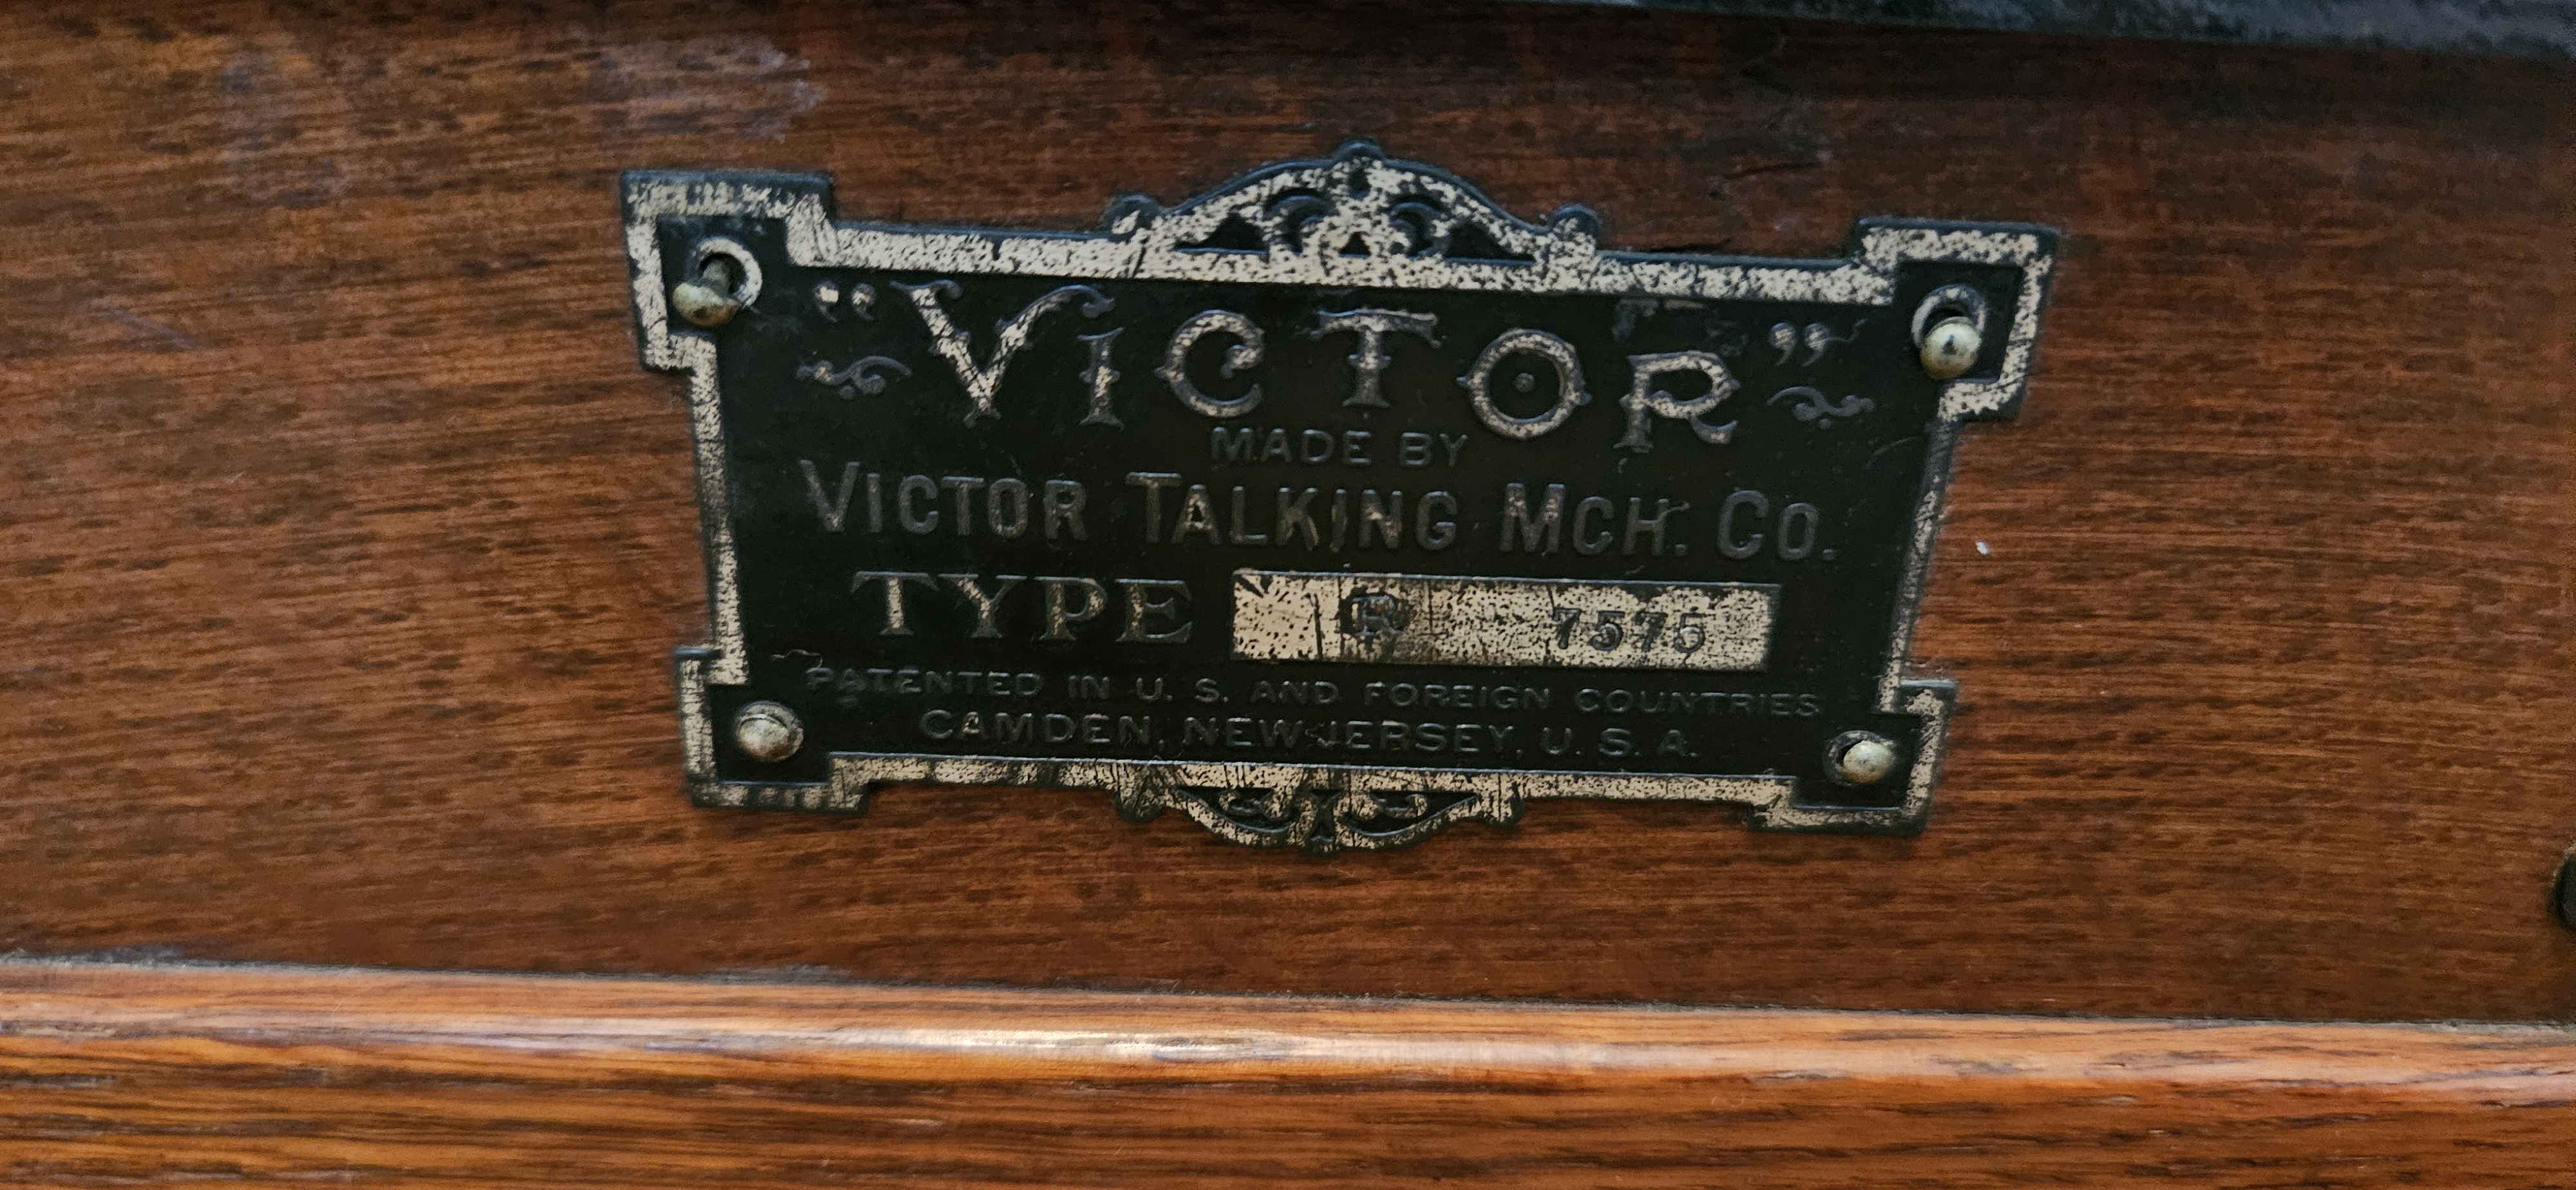 "VICTOR"
MADE BY
VICTOR TALKING MCH. CO.
TYPE R 7575
PATENTED IN U. S. AND FOREIGN COUNTRIES
CAMDEN, NEW JERSEY, U. S. A.